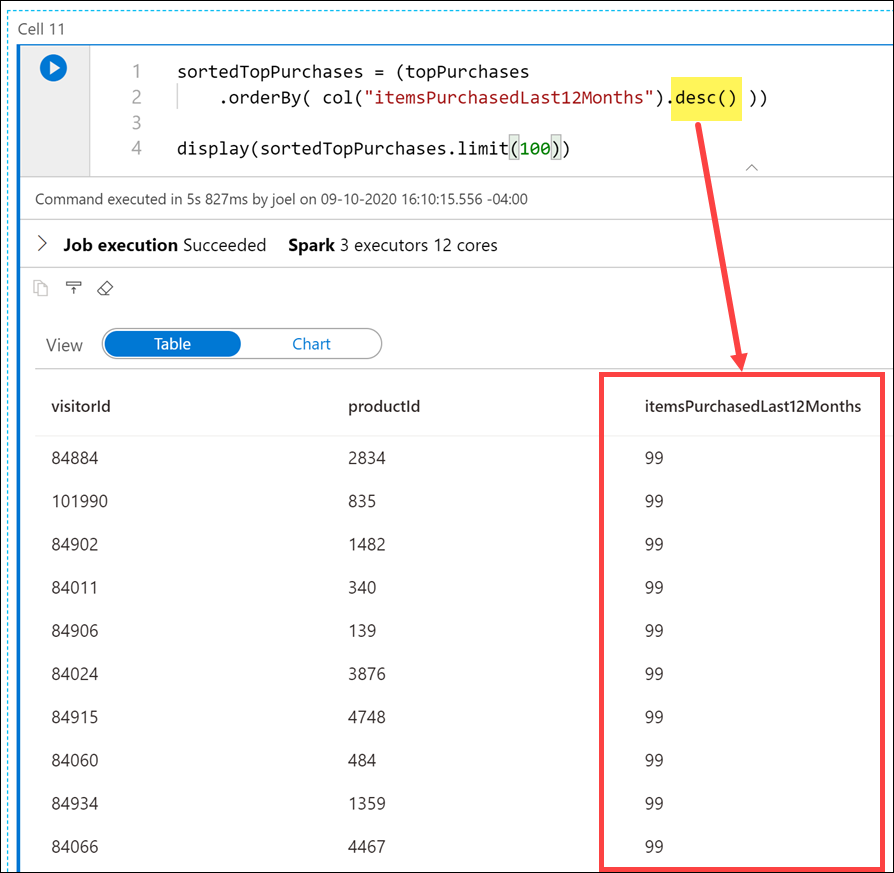 Cell 11
1 sortedTopPurchases = (topPurchases
2 .orderBy( col("itemsPurchasedLast12Months").desc() ))
3
4 display(sortedTopPurchases.limit(100))
Command executed in 5s 827ms by joel on 09-10-2020 16:10:15.556 -04:00
Job execution Succeeded Spark 3 executors 12 cores
View Table Chart
visitorId productId itemsPurchasedLast12Months
84884 2834 99
101990 835 99
84902 1482 99
84011 340 99
84906 139 99
84024 3876 99
84915 4748 99
84060 484 99
84934 1359 99
84066 4467 99